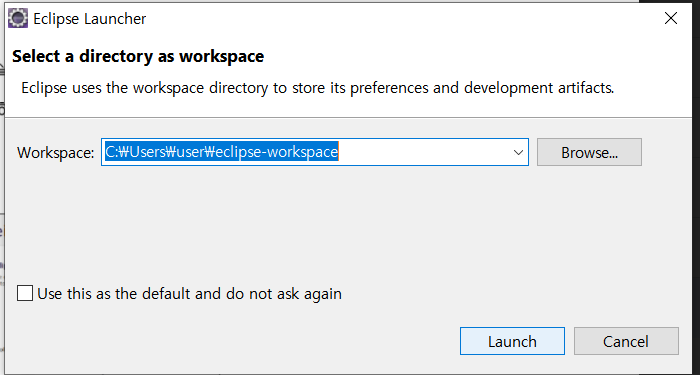 Eclipse Launcher
Select a directory as workspace
Eclipse uses the workspace directory to store its preferences and development artifacts.
Workspace: C:₩Users₩user₩eclipse-workspace Browse...
Use this as the default and do not ask again
Launch Cancel